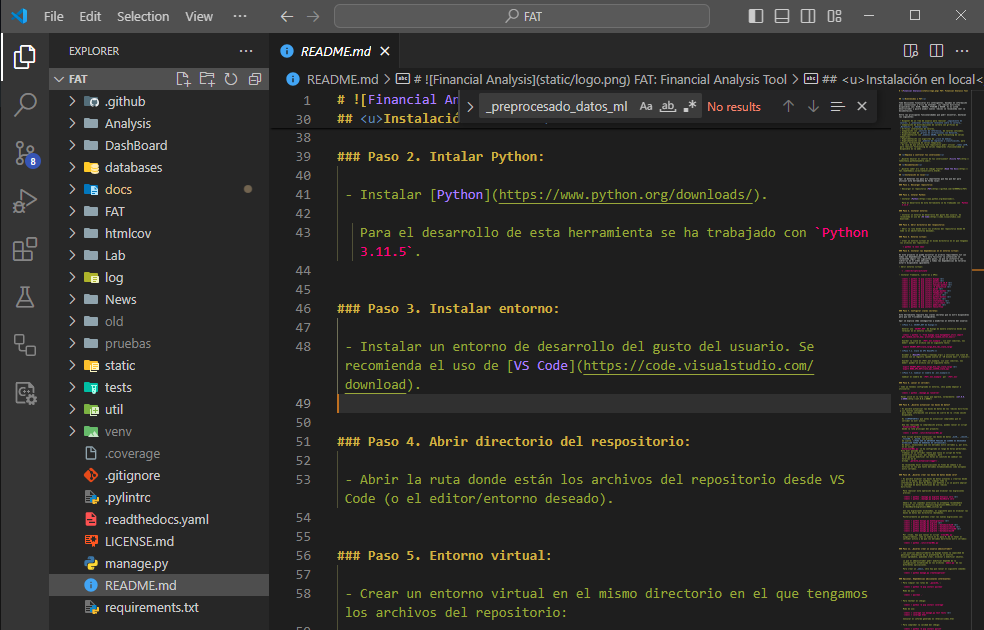 File Edit Selection View ··· FAT
EXPLORER ···
FAT
.github
Analysis
DashBoard
databases
docs
FAT
htmlcov
Lab
log
News
old
pruebas
static
tests
util
venv
.coverage
.gitignore
.pylintrc
.readthedocs.yaml
LICENSE.md
manage.py
README.md
requirements.txt
8
README.md
README.md > # ![Financial Analysis](static/logo.png) FAT: Financial Analysis Tool > ## <u>Instalación en local<
_preprocesado_datos_ml Aa ab .* No results
1 # ![Financial An
30 ## <u>Instalació
38
39 ### Paso 2. Intalar Python:
40
41 - Instalar [Python](https://www.python.org/downloads/).
42
43 Para el desarrollo de esta herramienta se ha trabajado con `Python
3.11.5`.
44
45
46 ### Paso 3. Instalar entorno:
47
48 - Instalar un entorno de desarrollo del gusto del usuario. Se
recomienda el uso de [VS Code](https://code.visualstudio.com/
download).
49
50
51 ### Paso 4. Abrir directorio del respositorio:
52
53 - Abrir la ruta donde están los archivos del repositorio desde VS
Code (o el editor/entorno deseado).
54
55
56 ### Paso 5. Entorno virtual:
57
58 - Crear un entorno virtual en el mismo directorio en el que tengamos
los archivos del repositorio: